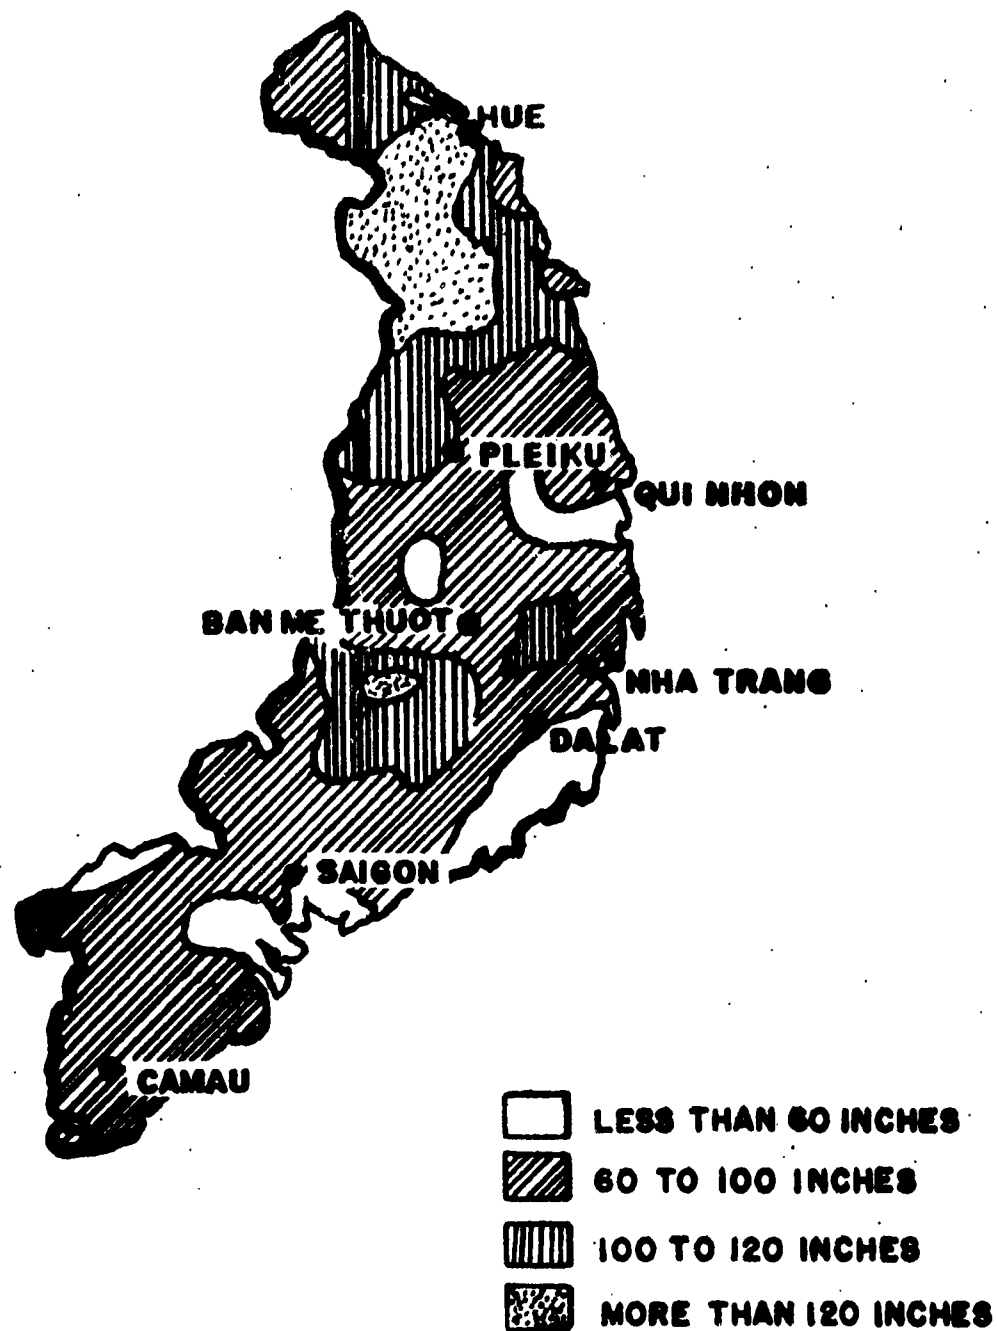 HUE
PLEIKU
QUI NHON
BAN ME THUOT
NHA TRANG
DALAT
SAIGON
CAMAU
LESS THAN 60 INCHES
60 TO 100 INCHES
100 TO 120 INCHES
MORE THAN 120 INCHES